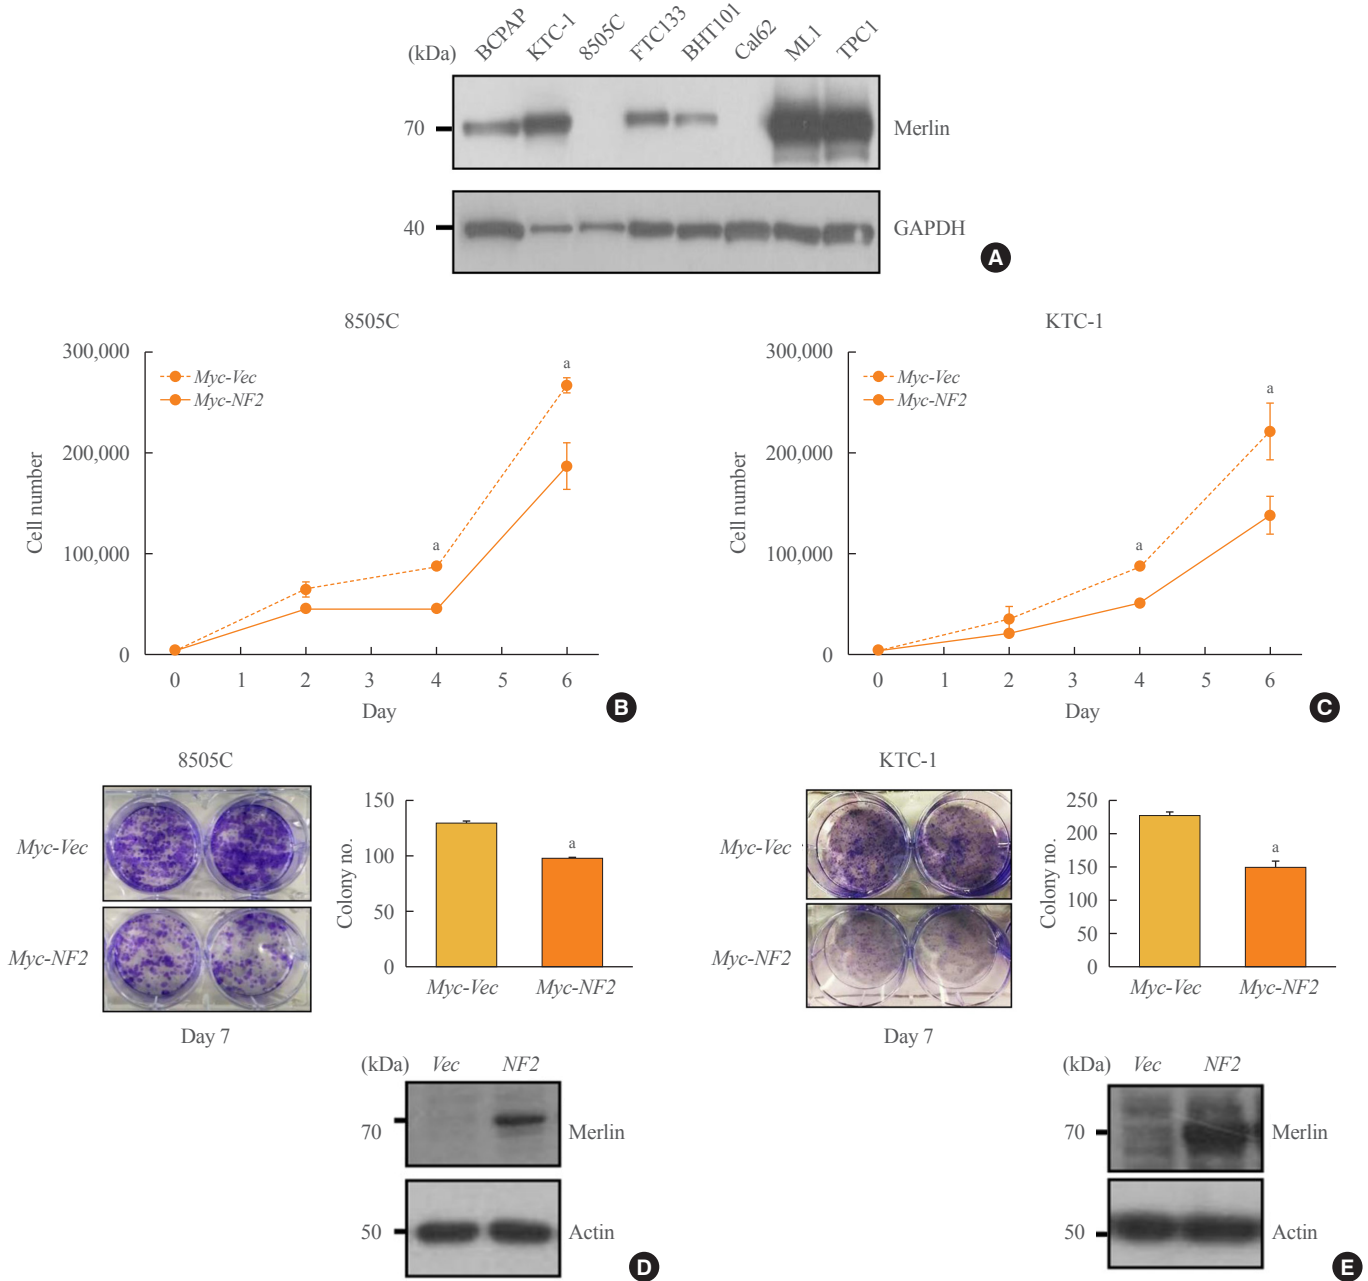 (kDa) BCPAP KTC-1 8505C FTC133 BHT101 Cal62 ML1 TPC1
70 Merlin
40 GAPDH
A
8505C
300,000
200,000
100,000
0
Cell number
Myc-Vec
Myc-NF2
a
a
0 1 2 3 4 5 6
Day
B
KTC-1
300,000
200,000
100,000
0
Cell number
Myc-Vec
Myc-NF2
a
a
0 1 2 3 4 5 6
Day
C
8505C
Myc-Vec
Myc-NF2
Day 7
150
100
50
0
Colony no.
a
Myc-Vec Myc-NF2
(kDa) Vec NF2
70 Merlin
50 Actin
D
KTC-1
Myc-Vec
Myc-NF2
Day 7
250
200
150
100
50
0
Colony no.
a
Myc-Vec Myc-NF2
(kDa) Vec NF2
70 Merlin
50 Actin
E